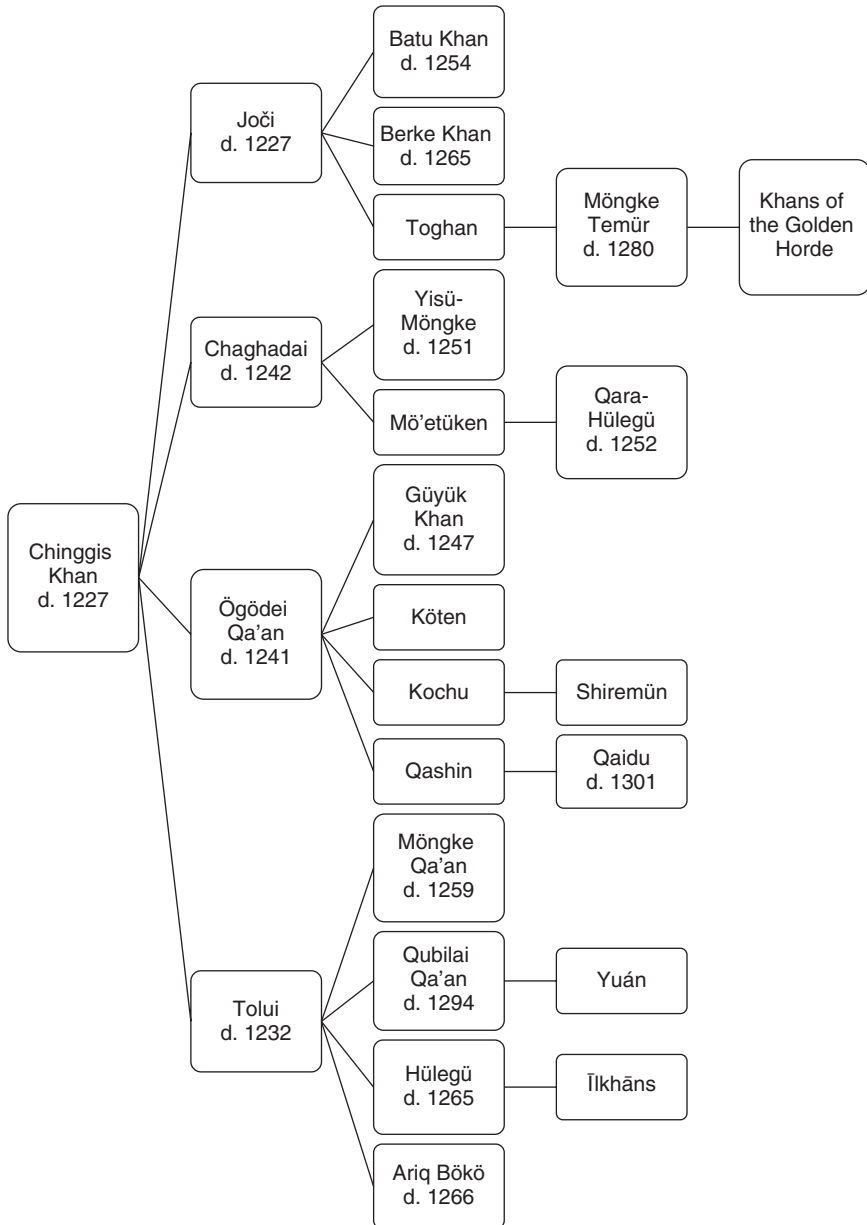 Chinggis
Khan
d. 1227
Joči
d. 1227
Batu Khan
d. 1254
Berke Khan
d. 1265
Toghan
Möngke
Temür
d. 1280
Khans of
the Golden
Horde
Chaghadai
d. 1242
Yisü-
Möngke
d. 1251
Mö’etüken
Qara-
Hülegü
d. 1252
Ögödei
Qa’an
d. 1241
Güyük
Khan
d. 1247
Köten
Kochu
Shiremün
Qashin
Qaidu
d. 1301
Tolui
d. 1232
Möngke
Qa’an
d. 1259
Qubilai
Qa’an
d. 1294
Yuán
Hülegü
d. 1265
Īlkhāns
Ariq Bökö
d. 1266